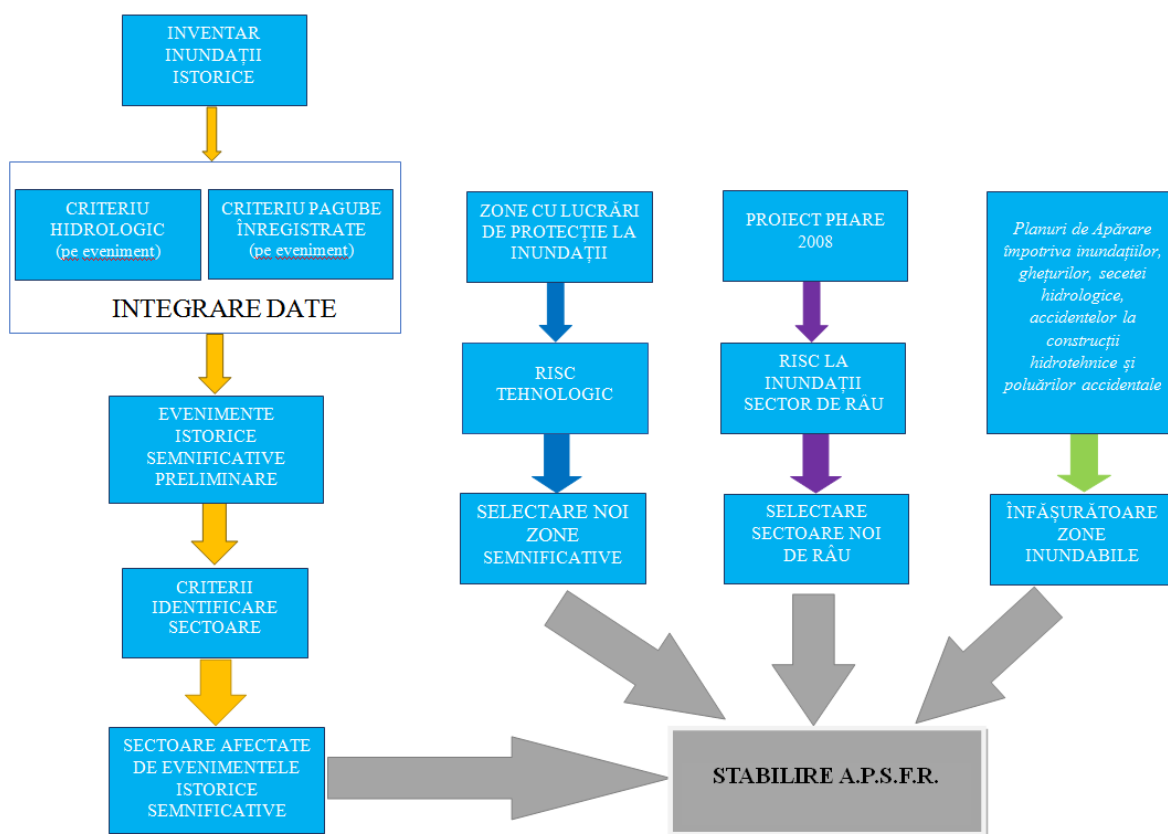 INVENTAR
INUNDAȚII
ISTORICE
CRITERIU
HIDROLOGIC
(pe eveniment)
CRITERIU PAGUBE
ÎNREGISTRATE
(pe eveniment)
INTEGRARE DATE
EVENIMENTE
ISTORICE
SEMNIFICATIVE
PRELIMINARE
CRITERII
IDENTIFICARE
SECTOARE
SECTOARE AFECTATE
DE EVENIMENTELE
ISTORICE
SEMNIFICATIVE
ZONE CU LUCRĂRI
DE PROTECȚIE LA
INUNDAȚII
RISC
TEHNOLOGIC
SELECTARE NOI
ZONE
SEMNIFICATIVE
PROIECT PHARE
2008
RISC LA
INUNDAȚII
SECTOR DE RÂU
SELECTARE
SECTOARE NOI
DE RÂU
Planuri de Apărare
împotriva inundațiilor,
ghețurilor, secetei
hidrologice,
accidentelor la
construcții
hidrotehnice și
poluărilor accidentale
ÎNFĂȘURĂTOARE
ZONE
INUNDABILE
STABILIRE A.P.S.F.R.